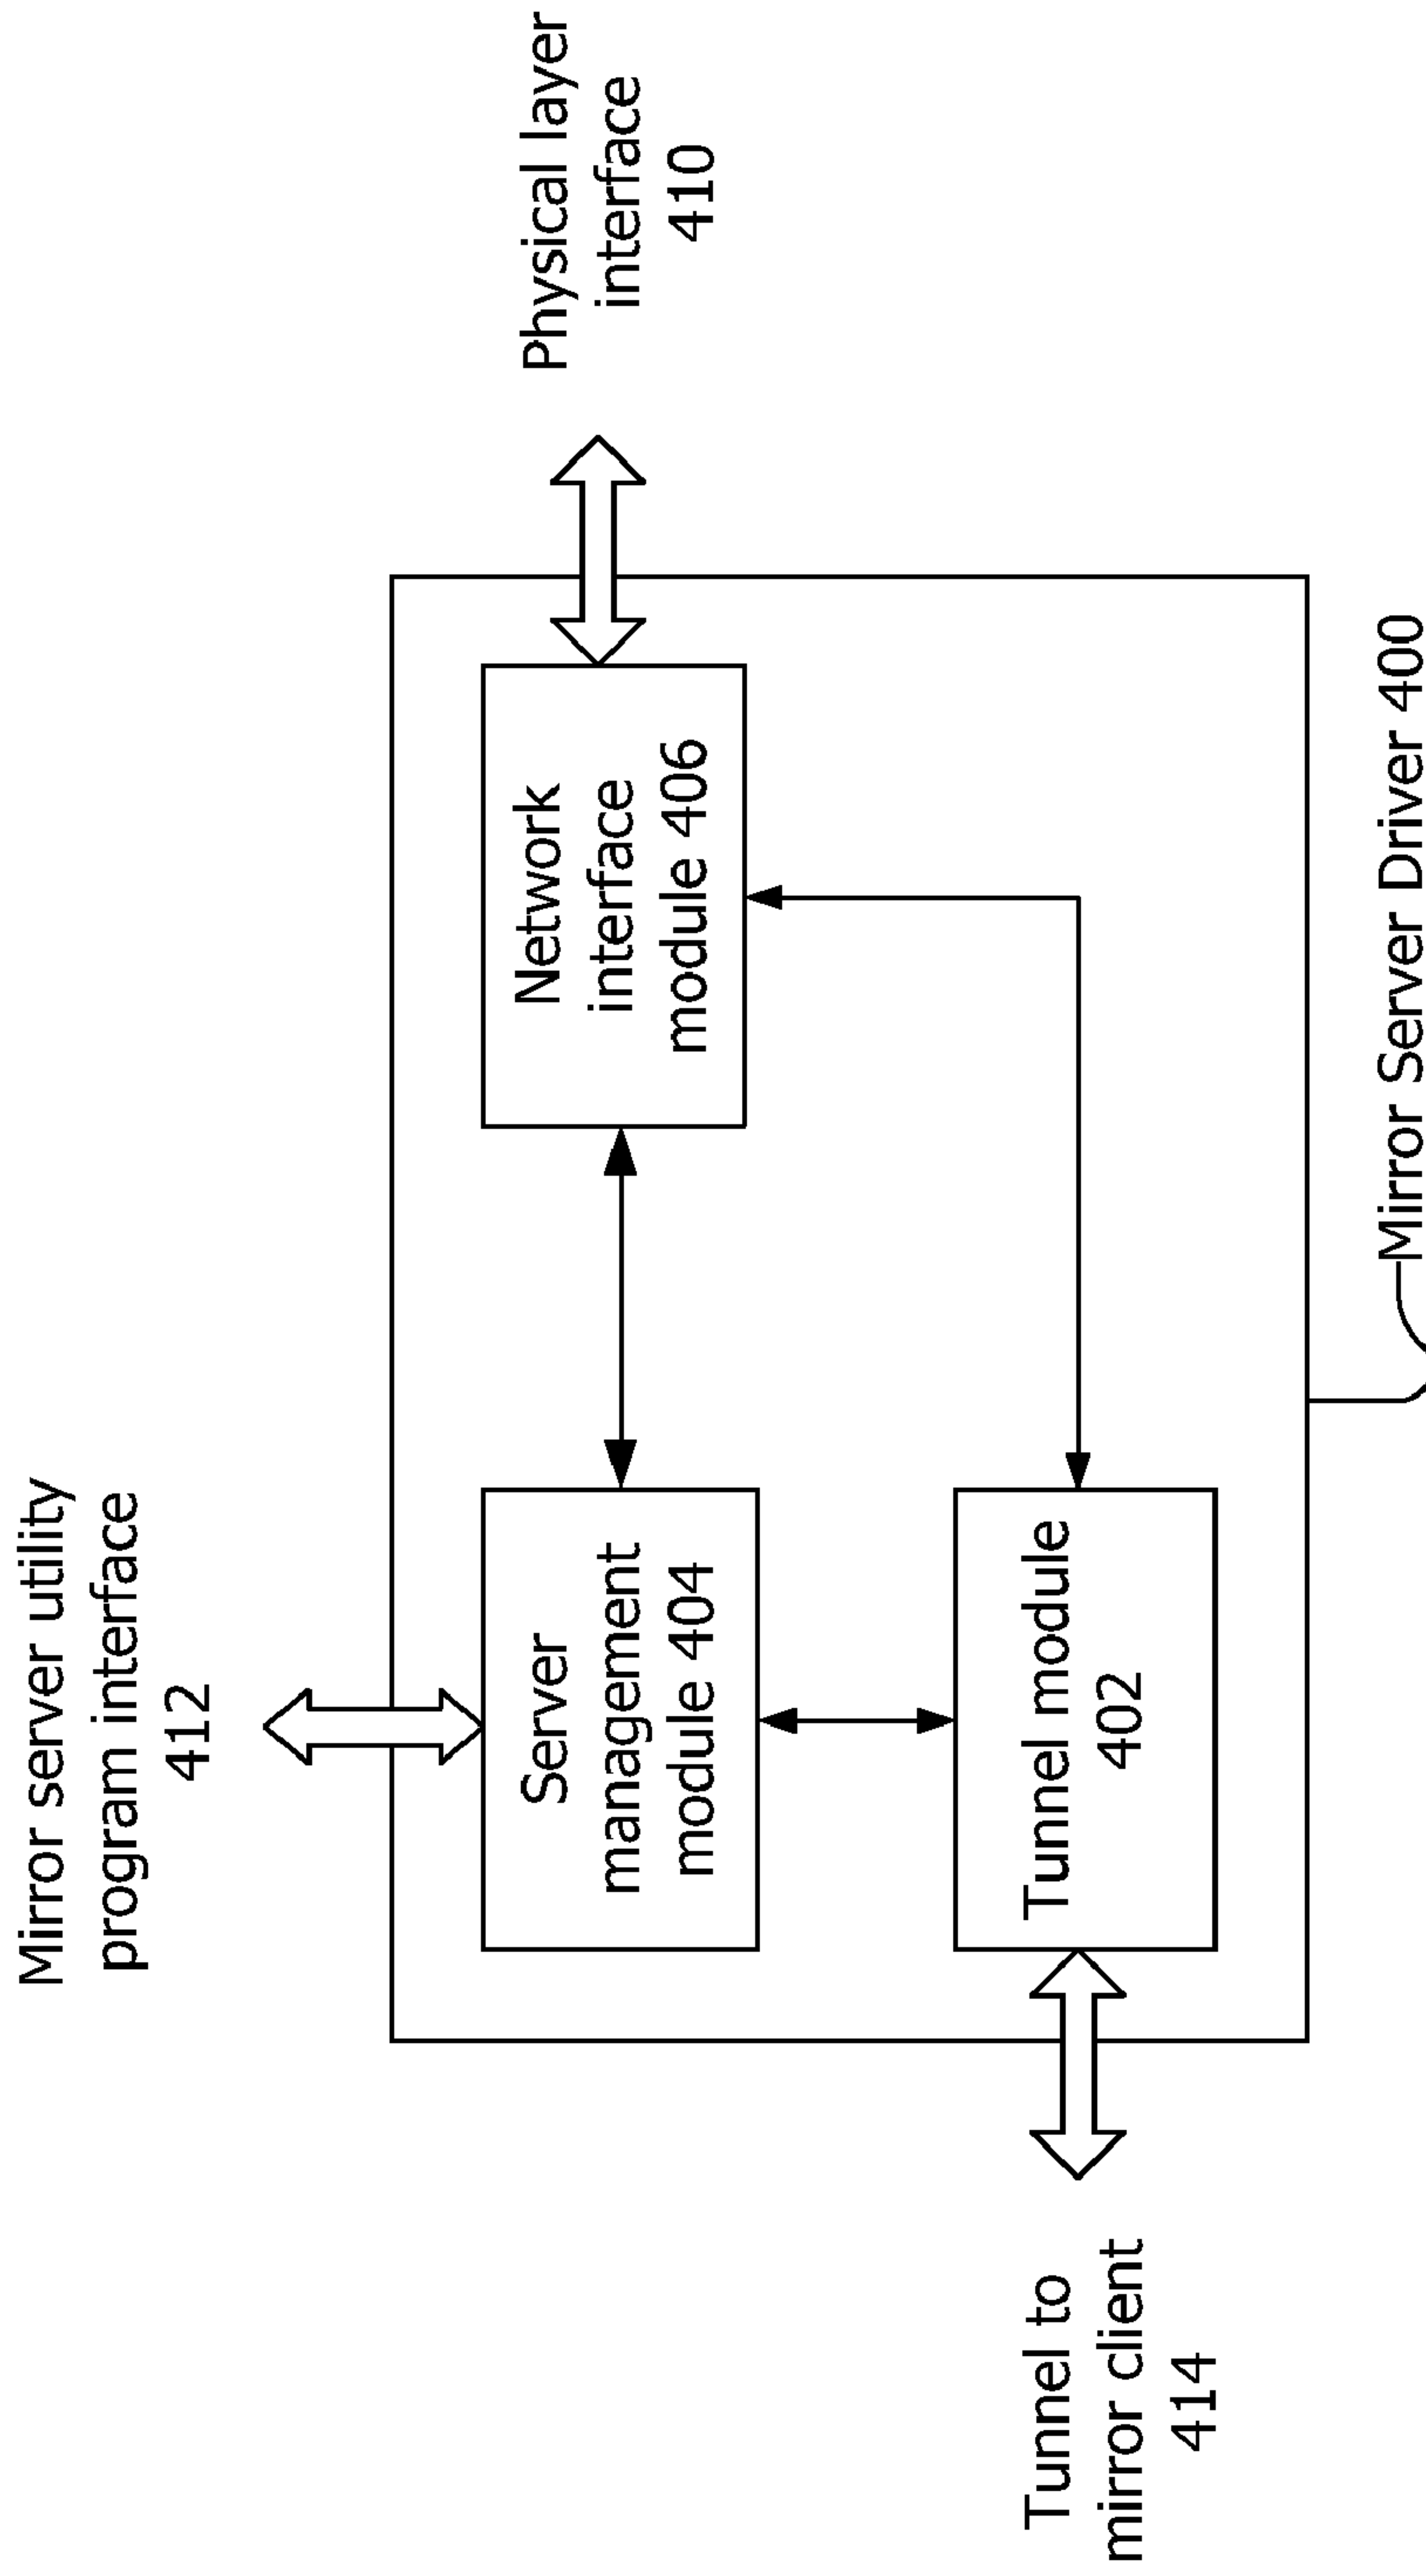 Mirror server utility
program interface
412
Physical layer
interface
410
Server
management
module 404
Network
interface
module 406
Tunnel module
402
Tunnel to
mirror client
414
Mirror Server Driver 400